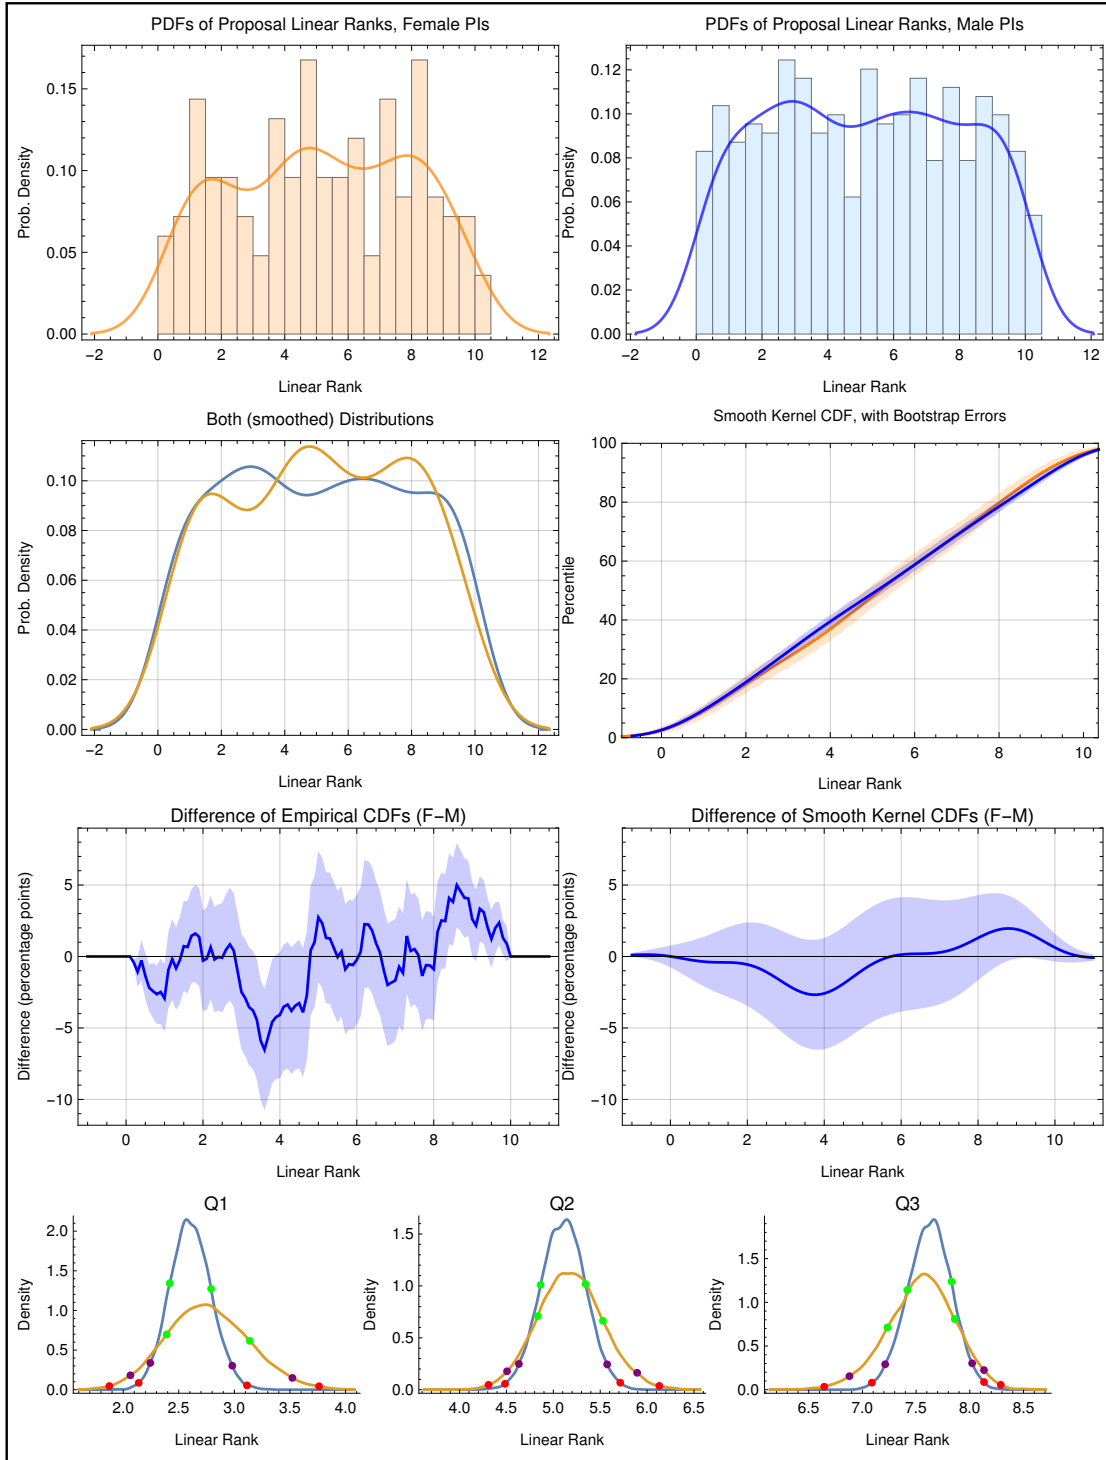 PDFs of Proposal Linear Ranks, Female PIs
Prob. Density
0.15
0.10
0.05
0.00
−2 0 2 4 6 8 10 12
Linear Rank
PDFs of Proposal Linear Ranks, Male PIs
Prob. Density
0.12
0.10
0.08
0.06
0.04
0.02
0.00
−2 0 2 4 6 8 10 12
Linear Rank
Both (smoothed) Distributions
Prob. Density
0.10
0.08
0.06
0.04
0.02
0.00
−2 0 2 4 6 8 10 12
Linear Rank
Smooth Kernel CDF, with Bootstrap Errors
Percentile
100
80
60
40
20
0
0 2 4 6 8 10
Linear Rank
Difference of Empirical CDFs (F−M)
Difference (percentage points)
5
0
−5
−10
0 2 4 6 8 10
Linear Rank
Difference of Smooth Kernel CDFs (F−M)
Difference (percentage points)
5
0
−5
−10
0 2 4 6 8 10
Linear Rank
Q1
Density
2.0
1.5
1.0
0.5
0.0
2.0 2.5 3.0 3.5 4.0
Linear Rank
Q2
Density
1.5
1.0
0.5
0.0
4.0 4.5 5.0 5.5 6.0 6.5
Linear Rank
Q3
Density
1.5
1.0
0.5
0.0
6.5 7.0 7.5 8.0 8.5
Linear Rank